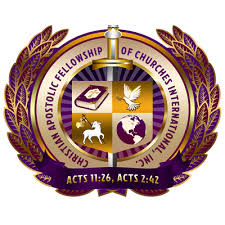 CHRISTIAN APOSTOLIC FELLOWSHIP OF CHURCHES INTERNATIONAL, INC.
ACTS 11:26, ACTS 2:42